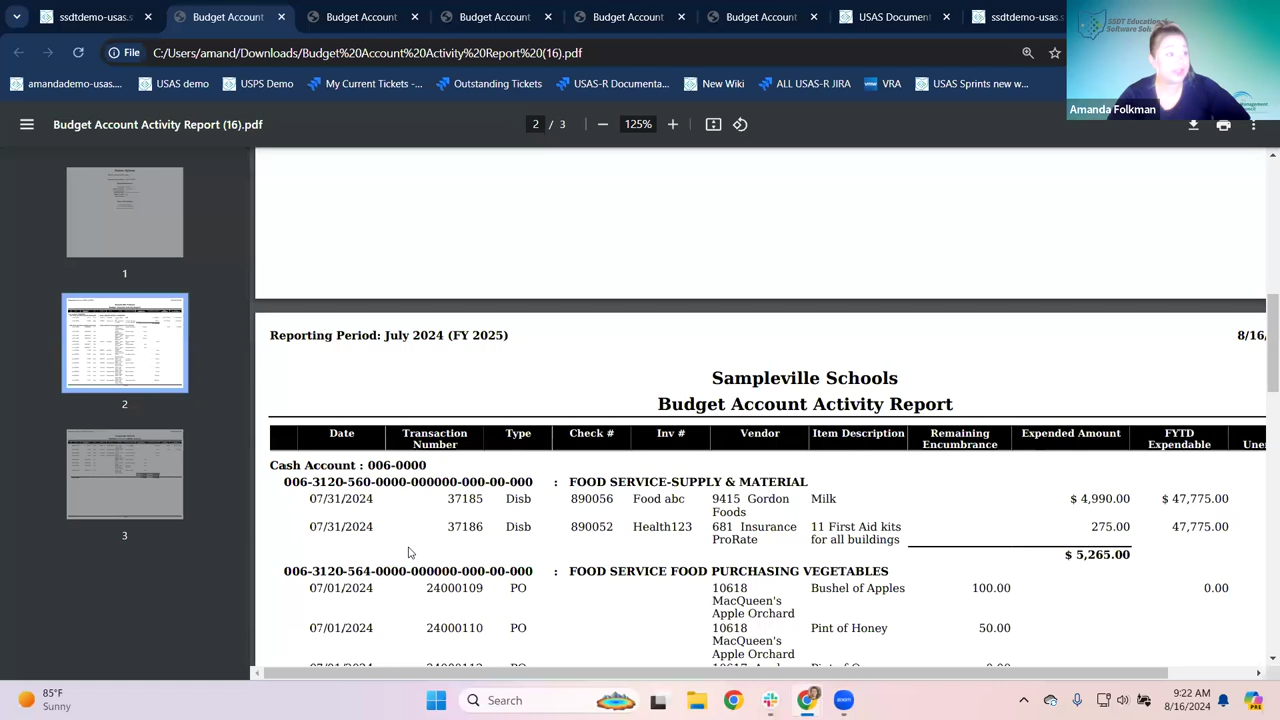 ssdtdemo-usas.s
Budget Account
Budget Account
Budget Account
Budget Account
Budget Account
USAS Document
ssdtdemo-usas.s
SSDT Educationa
Software Solu
File
C:/Users/amand/Downloads/Budget%20Account%20Activity%20Report%20(16).pdf
amandademo-usas....
USAS demo
USPS Demo
My Current Tickets -...
Outstanding Tickets
USAS-R Documenta...
New Wiki
ALL USAS-R JIRA
VRA
USAS Sprints new w...
Amanda Folkman
Budget Account Activity Report (16).pdf
2
3
125%
1
2
3
Reporting Period: July 2024 (FY 2025)
8/16/
Sampleville Schools
Budget Account Activity Report
Date Transaction Number Type Check # Inv # Vendor Item Description Remaining Encumbrance Expended Amount FYTD Expendable Une
Cash Account : 006-0000
006-3120-560-0000-000000-000-00-000 : FOOD SERVICE-SUPPLY & MATERIAL
07/31/2024 37185 Disb 890056 Food abc 9415 Gordon Milk $ 4,990.00 $ 47,775.00
Foods
07/31/2024 37186 Disb 890052 Health123 681 Insurance 11 First Aid kits 275.00 47,775.00
ProRate for all buildings
$ 5,265.00
006-3120-564-0000-000000-000-00-000 : FOOD SERVICE FOOD PURCHASING VEGETABLES
07/01/2024 24000109 PO 10618 Bushel of Apples 100.00 0.00
MacQueen's
Apple Orchard
07/01/2024 24000110 PO 10618 Pint of Honey 50.00
MacQueen's
Apple Orchard
85°F
Sunny
Search
zoom
9:22 AM
8/16/2024
PRE